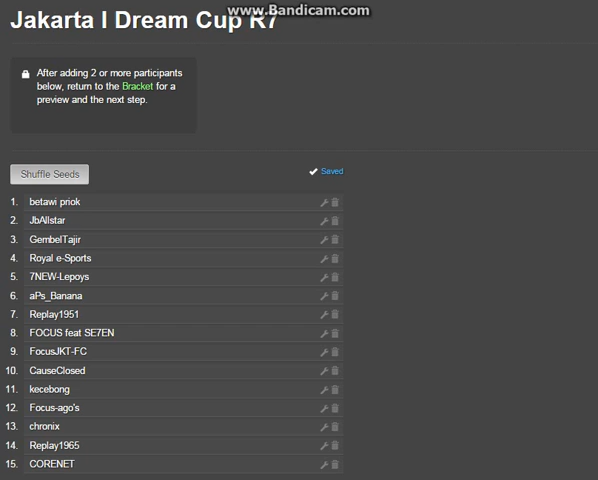 www.Bandicam.com
Jakarta I Dream Cup R7
After adding 2 or more participants
below, return to the Bracket for a
preview and the next step.
Shuffle Seeds
Saved
1. betawi priok
2. JbAllstar
3. GembelTajir
4. Royal e-Sports
5. 7NEW-Lepoys
6. aPs_Banana
7. Replay1951
8. FOCUS feat SE7EN
9. FocusJKT-FC
10. CauseClosed
11. kecebong
12. Focus-ago's
13. chronix
14. Replay1965
15. CORENET